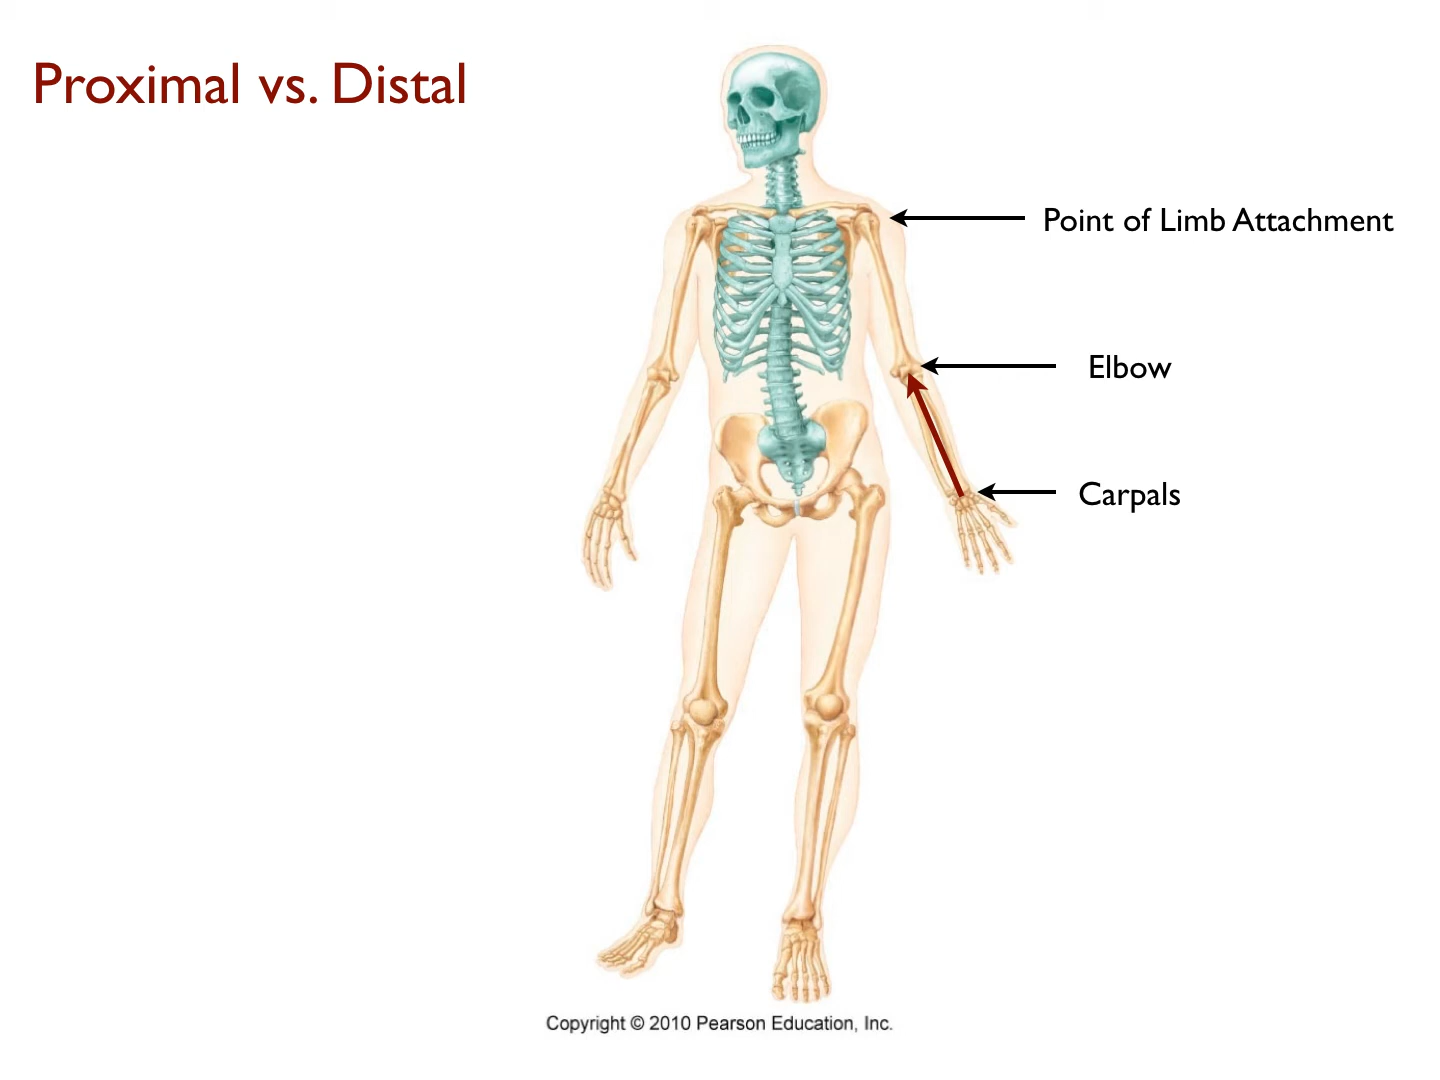 Proximal vs. Distal
Point of Limb Attachment
Elbow
Carpals
Copyright © 2010 Pearson Education, Inc.